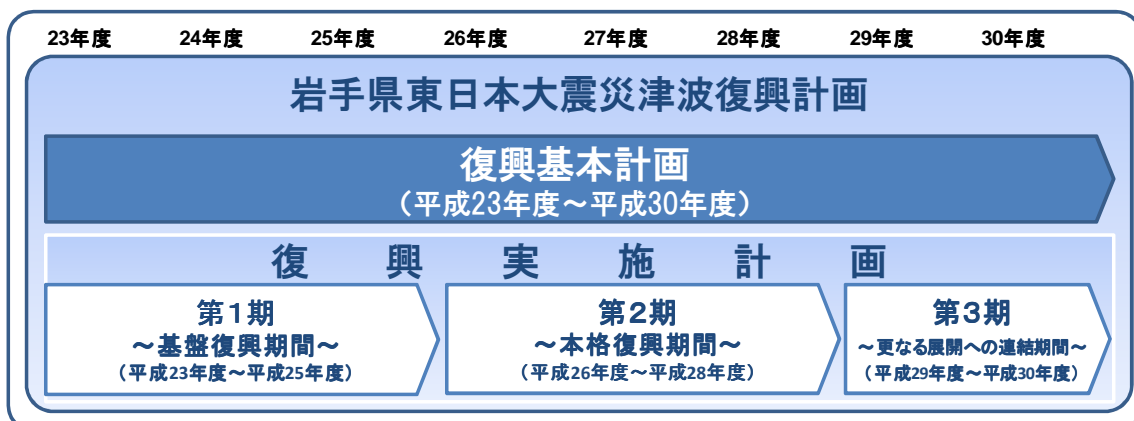 23年度 24年度 25年度 26年度 27年度 28年度 29年度 30年度
岩手県東日本大震災津波復興計画
復興基本計画
（平成23年度～平成30年度）
復興実施計画
第１期
～基盤復興期間～
（平成23年度～平成25年度）
第２期
～本格復興期間～
（平成26年度～平成28年度）
第３期
～更なる展開への連結期間～
（平成29年度～平成30年度）